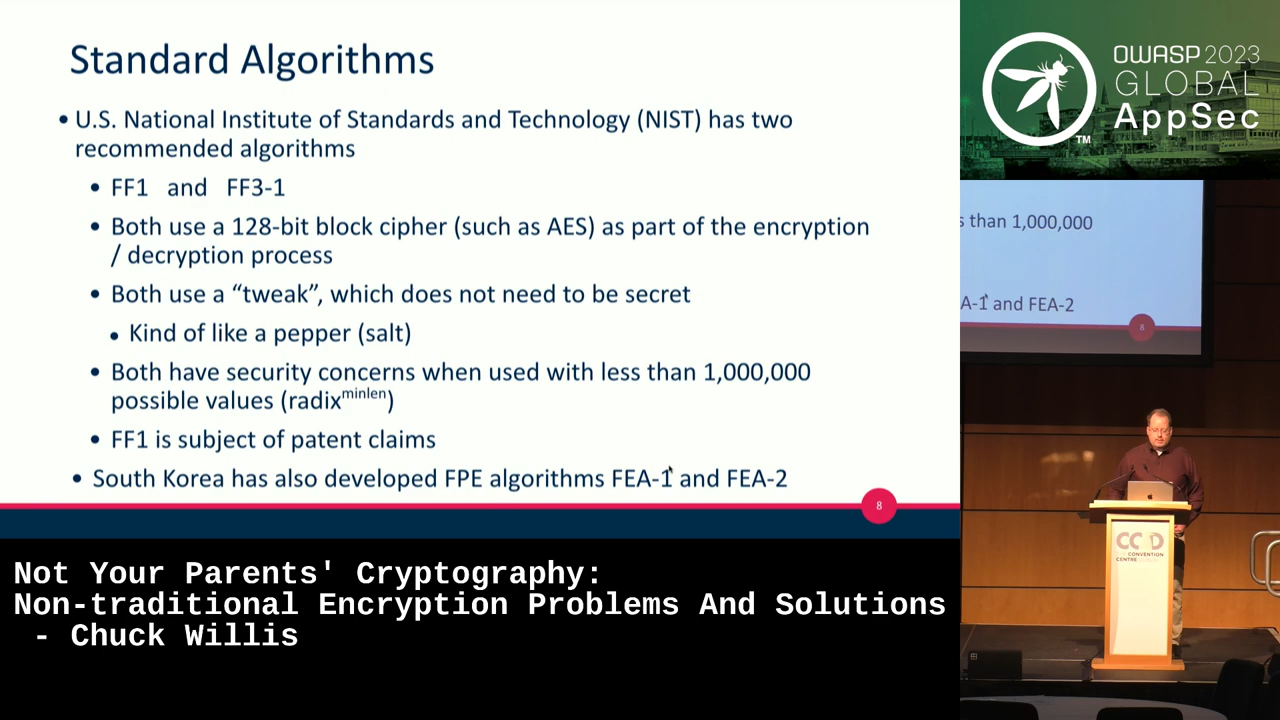 Standard Algorithms
• U.S. National Institute of Standards and Technology (NIST) has two
recommended algorithms
• FF1 and FF3-1
• Both use a 128-bit block cipher (such as AES) as part of the encryption
/ decryption process
• Both use a “tweak”, which does not need to be secret
• Kind of like a pepper (salt)
• Both have security concerns when used with less than 1,000,000
possible values (radix^minlen)
• FF1 is subject of patent claims
• South Korea has also developed FPE algorithms FEA-1 and FEA-2
8
OWASP 2023
GLOBAL
AppSec
TM
s than 1,000,000
A-1 and FEA-2
8
CONVENTION
CENTRE
Not Your Parents' Cryptography:
Non-traditional Encryption Problems And Solutions
- Chuck Willis